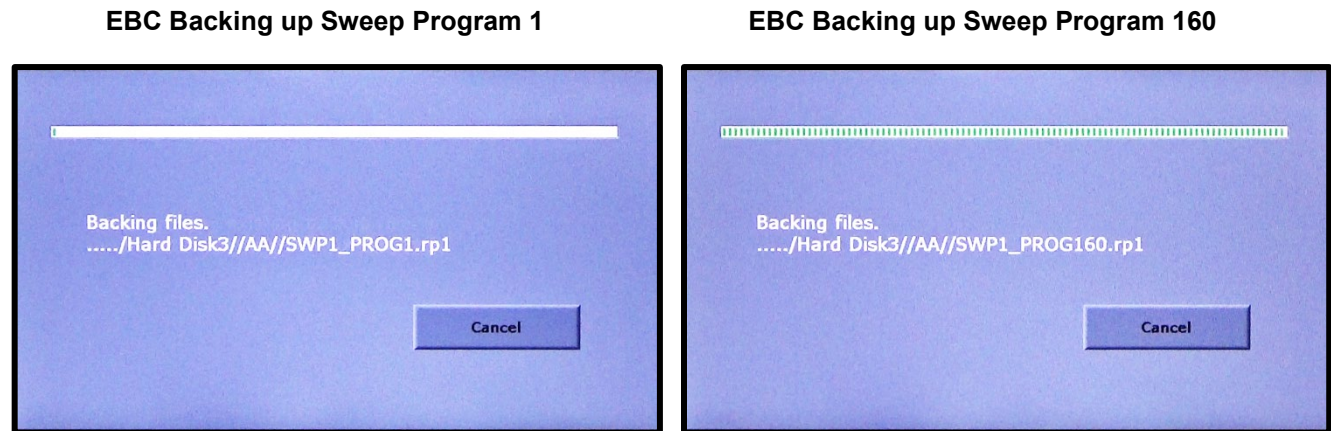 EBC Backing up Sweep Program 1
EBC Backing up Sweep Program 160
Backing files.
...../Hard Disk3//AA//SWP1_PROG1.rp1
Cancel
Backing files.
...../Hard Disk3//AA//SWP1_PROG160.rp1
Cancel